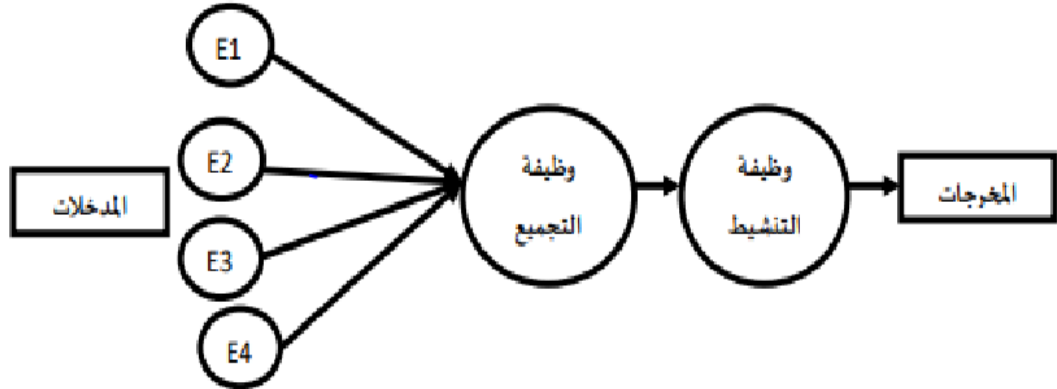 E1
E2
E3
E4
المدخلات
وظيفة
التجميع
وظيفة
التنشيط
المخرجات